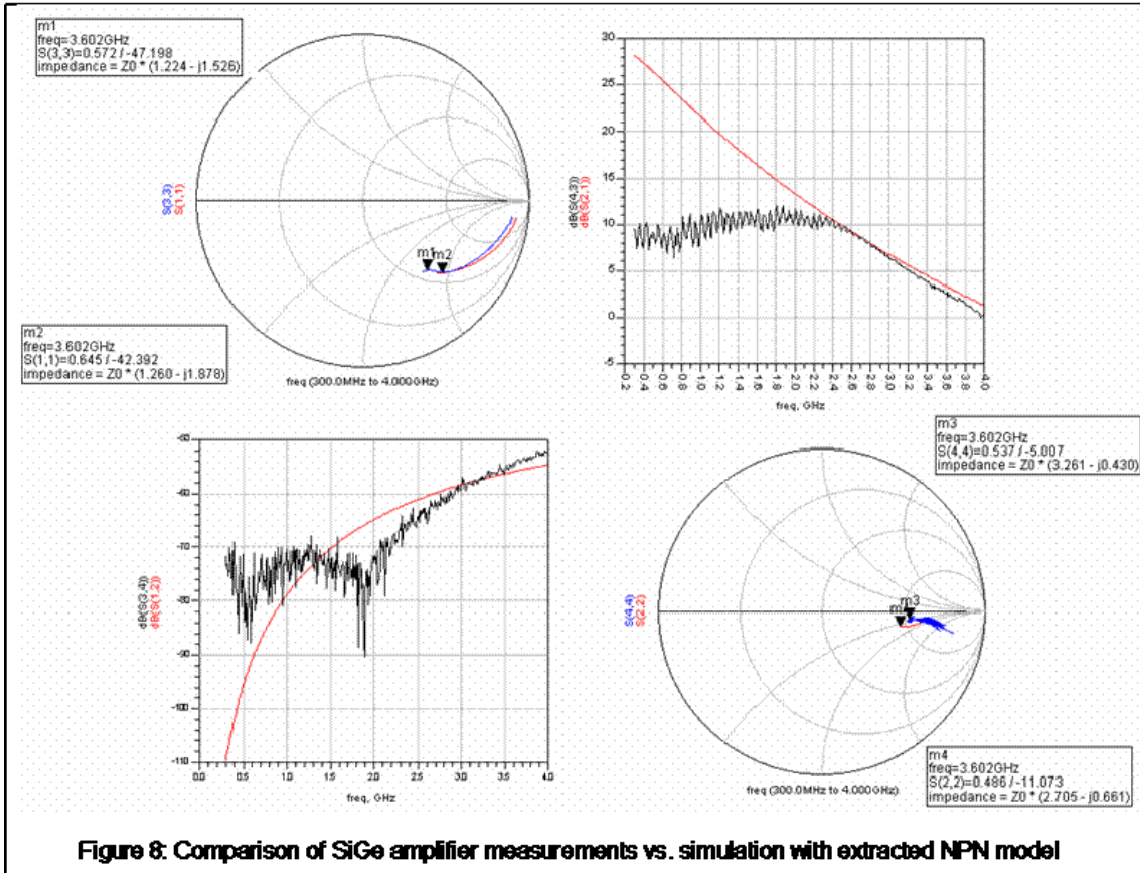 m1
freq=3.602GHz
S(3,3)=0.572 / -47.198
impedance = Z0 * (1.224 - j1.526)
S(3,3)
S(1,1)
m1
m2
m2
freq=3.602GHz
S(1,1)=0.645 / -42.392
impedance = Z0 * (1.260 - j1.878)
freq (300.0MHz to 4.000GHz)
30
25
20
15
10
5
0
-5
dB(S(4,3))
dB(S(2,1))
0.2
0.4
0.6
0.8
1.0
1.2
1.4
1.6
1.8
2.0
2.2
2.4
2.6
2.8
3.0
3.2
3.4
3.6
3.8
4.0
freq, GHz
-60
-70
-80
-90
-100
-110
dB(S(3,4))
dB(S(1,2))
0.0
0.5
1.0
1.5
2.0
2.5
3.0
3.5
4.0
freq, GHz
m3
freq=3.602GHz
S(4,4)=0.537 / -5.007
impedance = Z0 * (3.261 - j0.430)
S(4,4)
S(2,2)
m3
m4
freq=3.602GHz
S(2,2)=0.486 / -11.073
impedance = Z0 * (2.705 - j0.661)
freq (300.0MHz to 4.000GHz)
Figure 8: Comparison of SiGe amplifier measurements vs. simulation with extracted NPN model